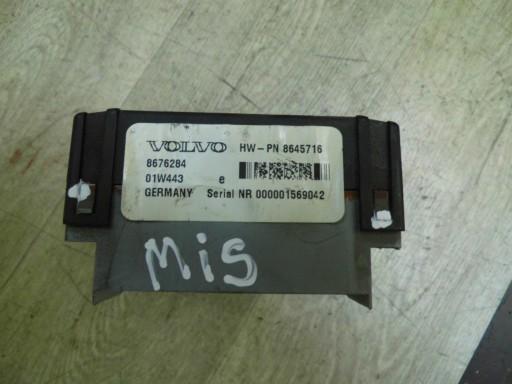 VOLVO HW-PN 8645716
8676284
01W443 e
GERMANY Serial NR 000001569042
Mis